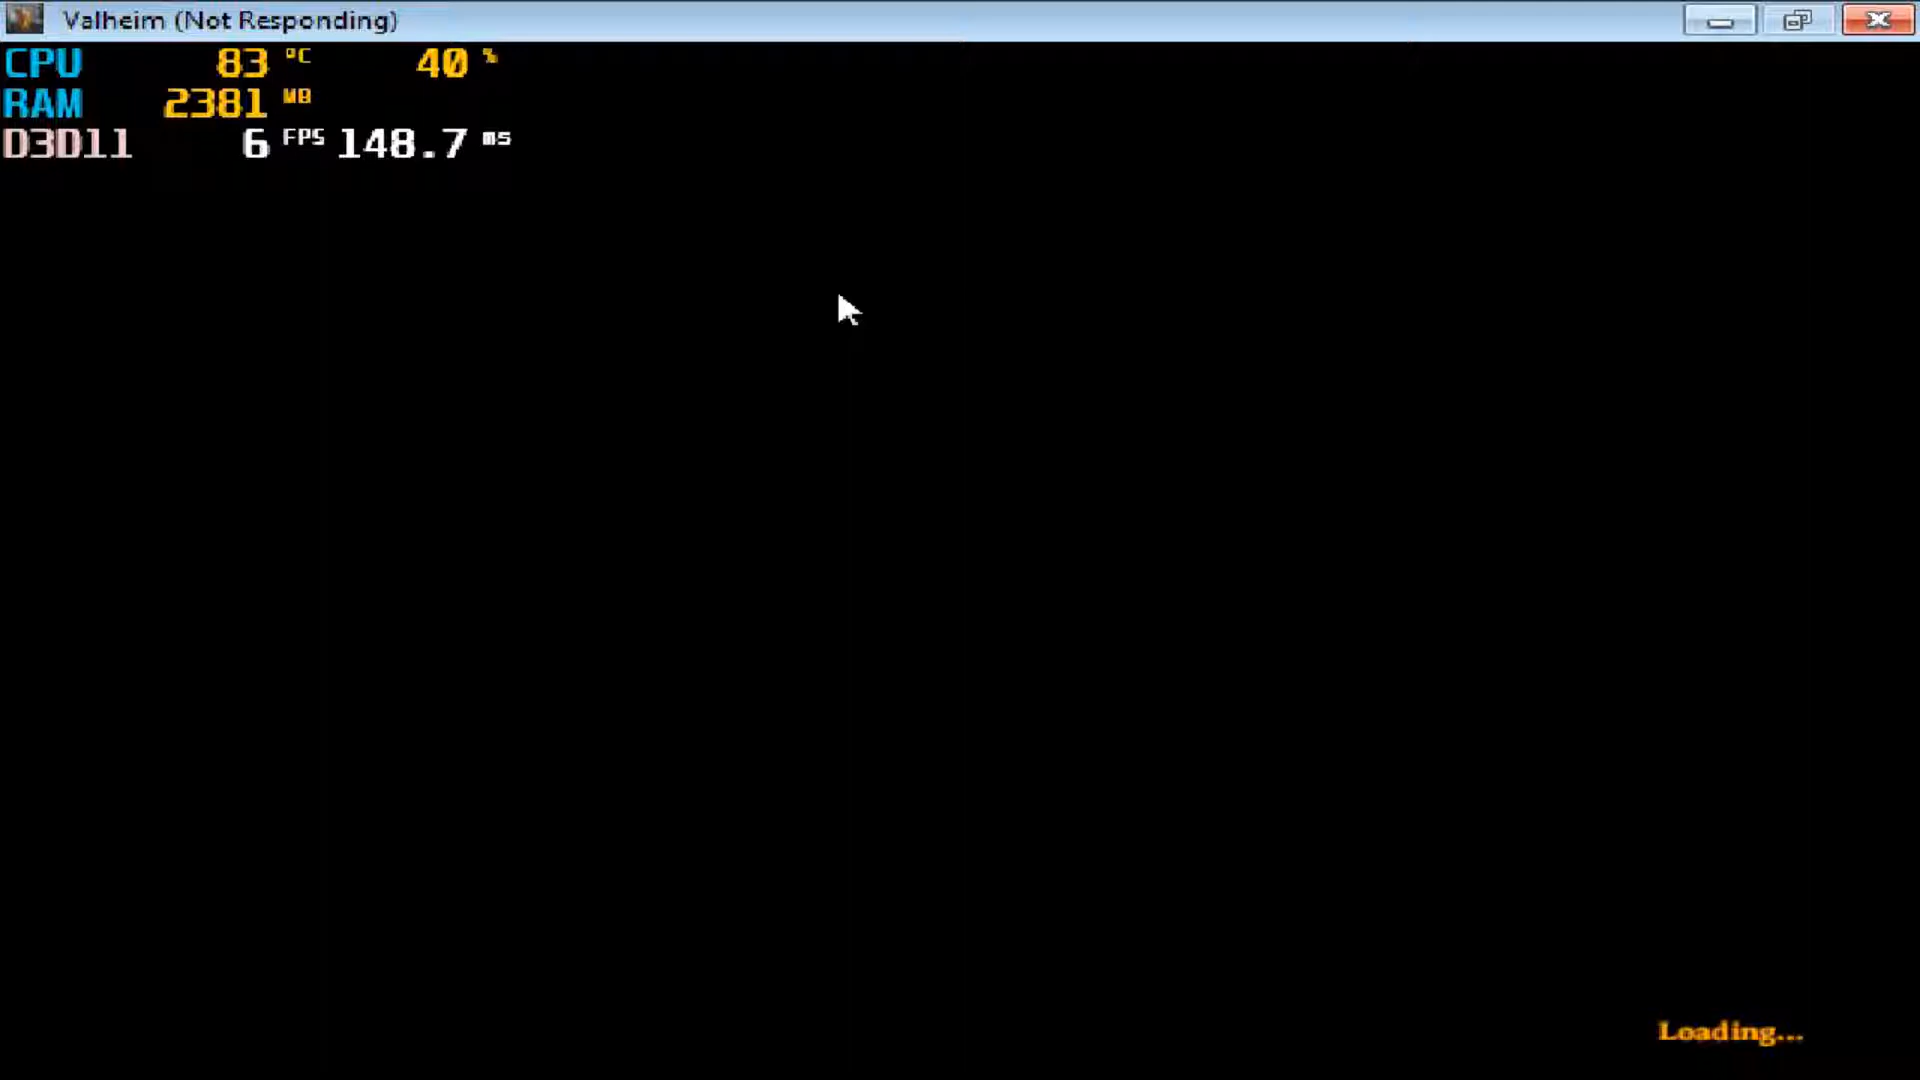 Valheim (Not Responding)
CPU 83 °C 40 %
RAM 2381 MB
D3D11 6 FPS 148.7 ms
Loading...